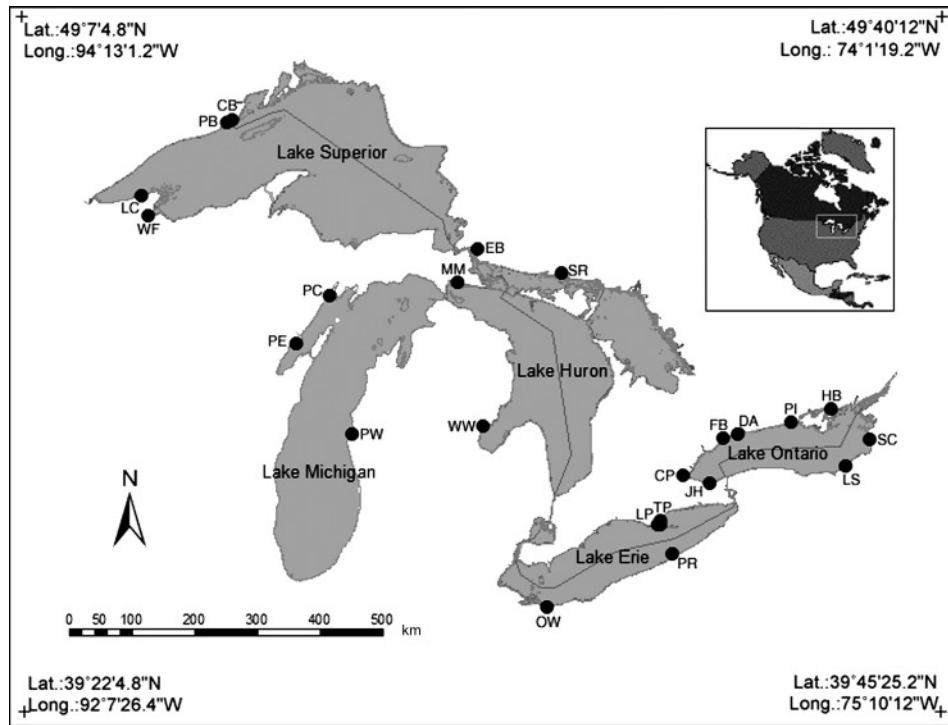 Lat.:49°7'4.8"N
Long.:94°13'1.2"W
Lat.:49°40'12"N
Long.: 74°1'19.2"W
CB
PB
Lake Superior
LC
WF
EB
MM
SR
PC
PE
Lake Huron
HB
PI
DA
FB
WW
PW
SC
Lake Ontario
Lake Michigan
LS
CP
JH
N
TP
LP
Lake Erie
PR
OW
0 50 100 200 300 400 500
km
Lat.:39°22'4.8"N
Long.:92°7'26.4"W
Lat.:39°45'25.2"N
Long.:75°10'12"W